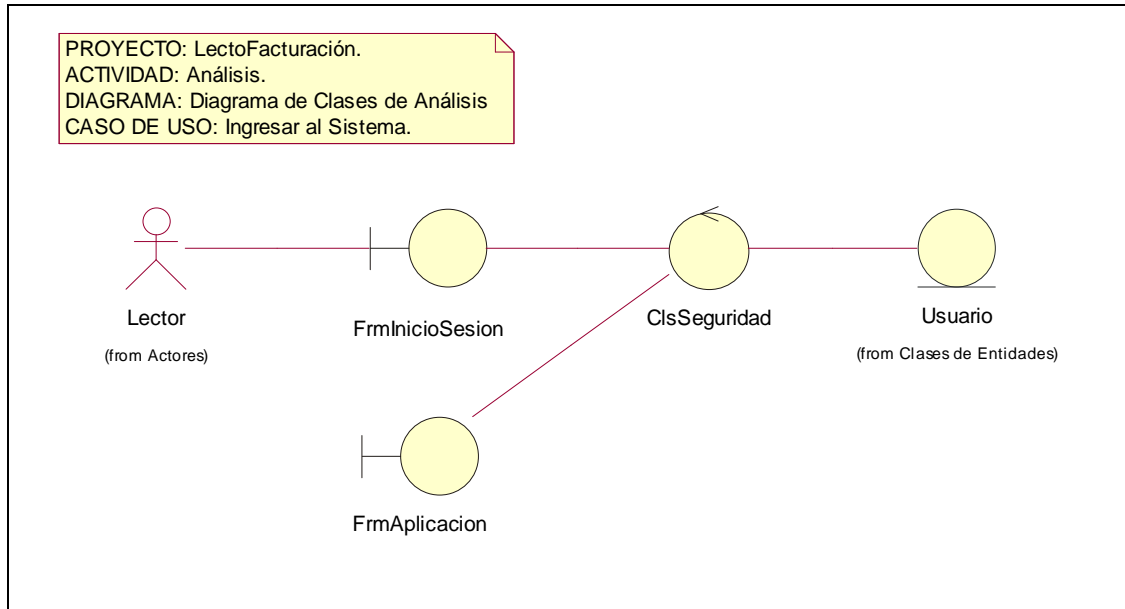 PROYECTO: LectoFacturación.
ACTIVIDAD: Análisis.
DIAGRAMA: Diagrama de Clases de Análisis
CASO DE USO: Ingresar al Sistema.
Lector
(from Actores)
FrmInicioSesion
ClsSeguridad
Usuario
(from Clases de Entidades)
FrmAplicacion